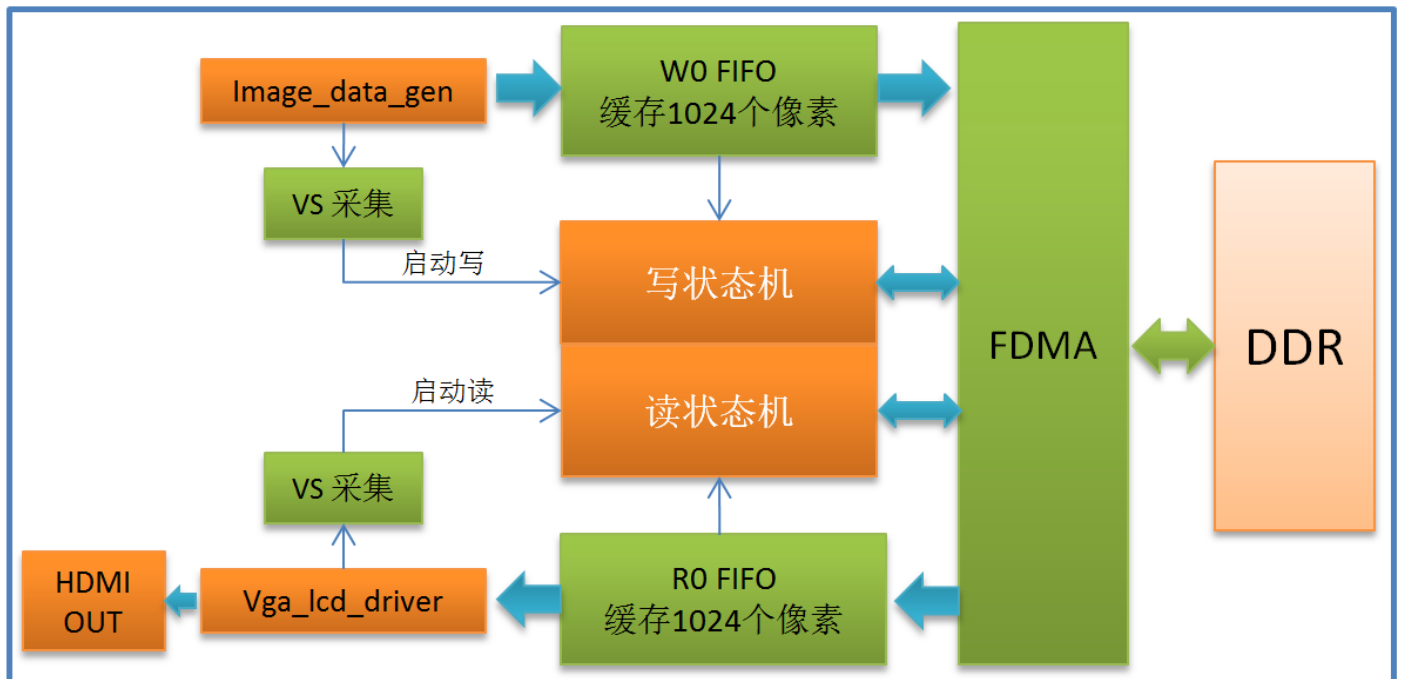 Image_data_gen
W0 FIFO
缓存1024个像素
VS 采集
启动写
写状态机
FDMA
DDR
启动读
读状态机
VS 采集
HDMI
OUT
Vga_lcd_driver
R0 FIFO
缓存1024个像素